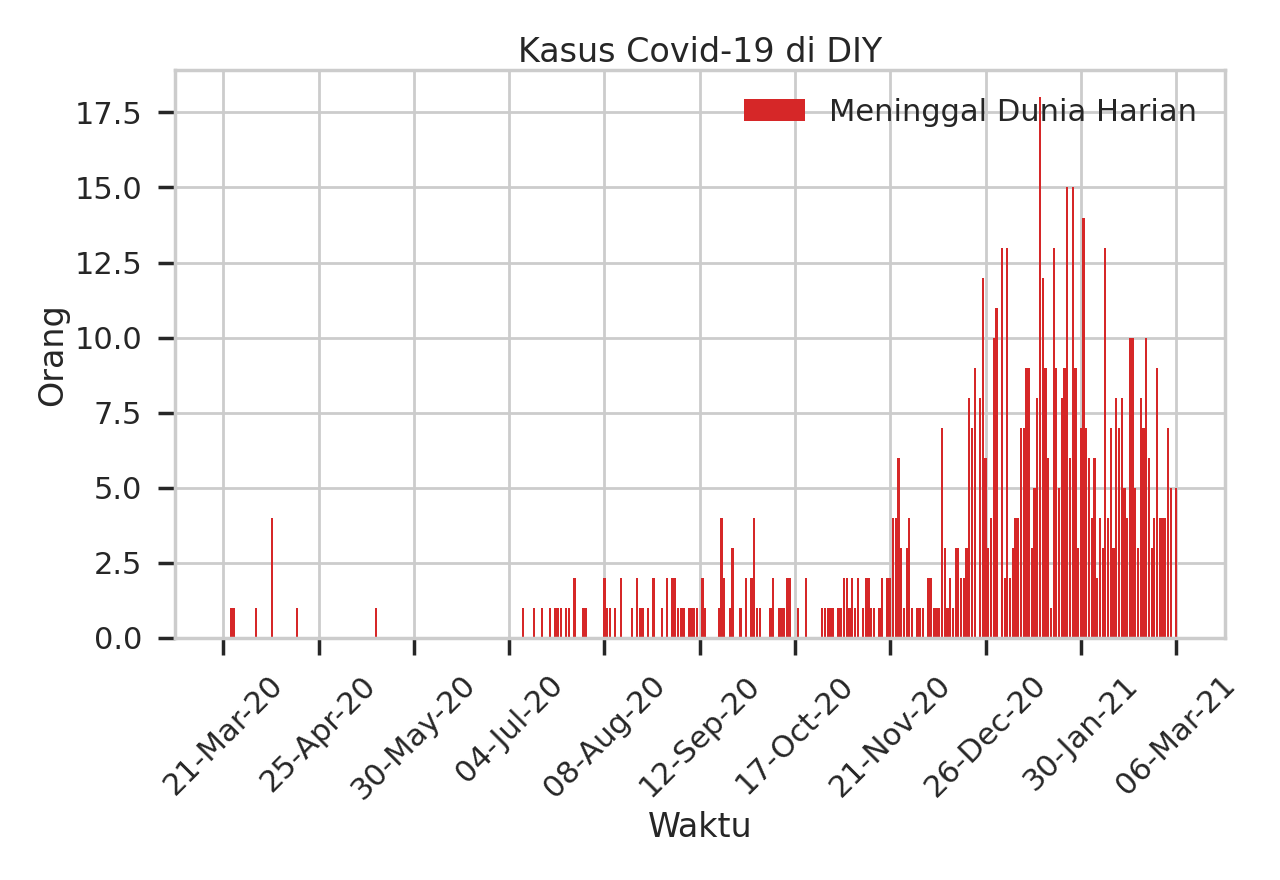 Kasus Covid-19 di DIY
Meninggal Dunia Harian
17.5
15.0
12.5
10.0
7.5
5.0
2.5
0.0
Orang
21-Mar-20
25-Apr-20
30-May-20
04-Jul-20
08-Aug-20
12-Sep-20
17-Oct-20
21-Nov-20
26-Dec-20
30-Jan-21
06-Mar-21
Waktu